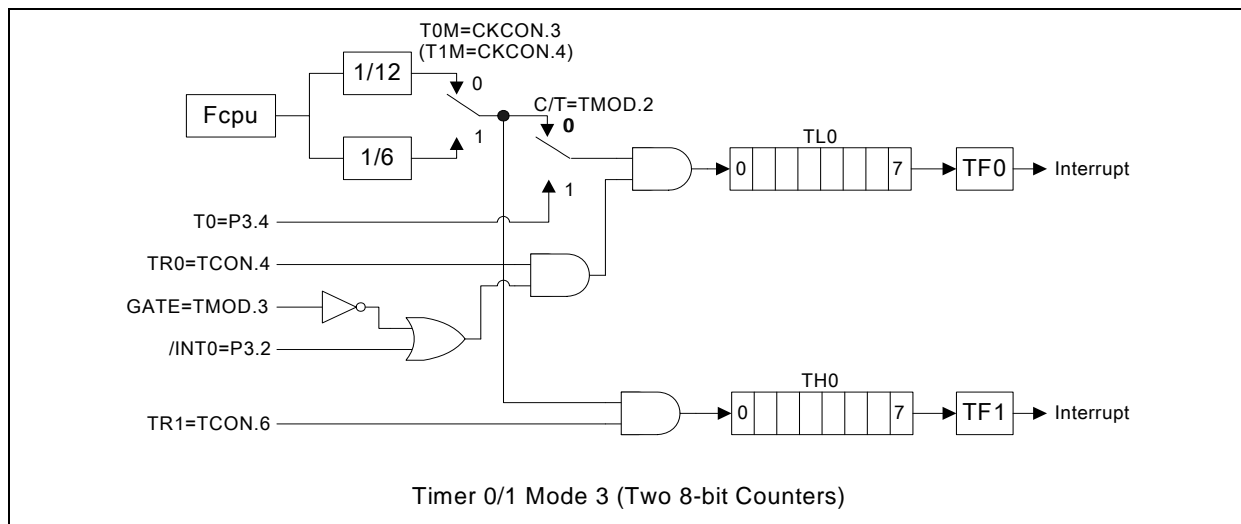 T0M=CKCON.3
(T1M=CKCON.4)
1/12
0
C/T=TMOD.2
Fcpu
0
1
TL0
1/6
0 7
TF0
Interrupt
1
T0=P3.4
TR0=TCON.4
GATE=TMOD.3
/INT0=P3.2
TH0
0 7
TF1
Interrupt
TR1=TCON.6
Timer 0/1 Mode 3 (Two 8-bit Counters)